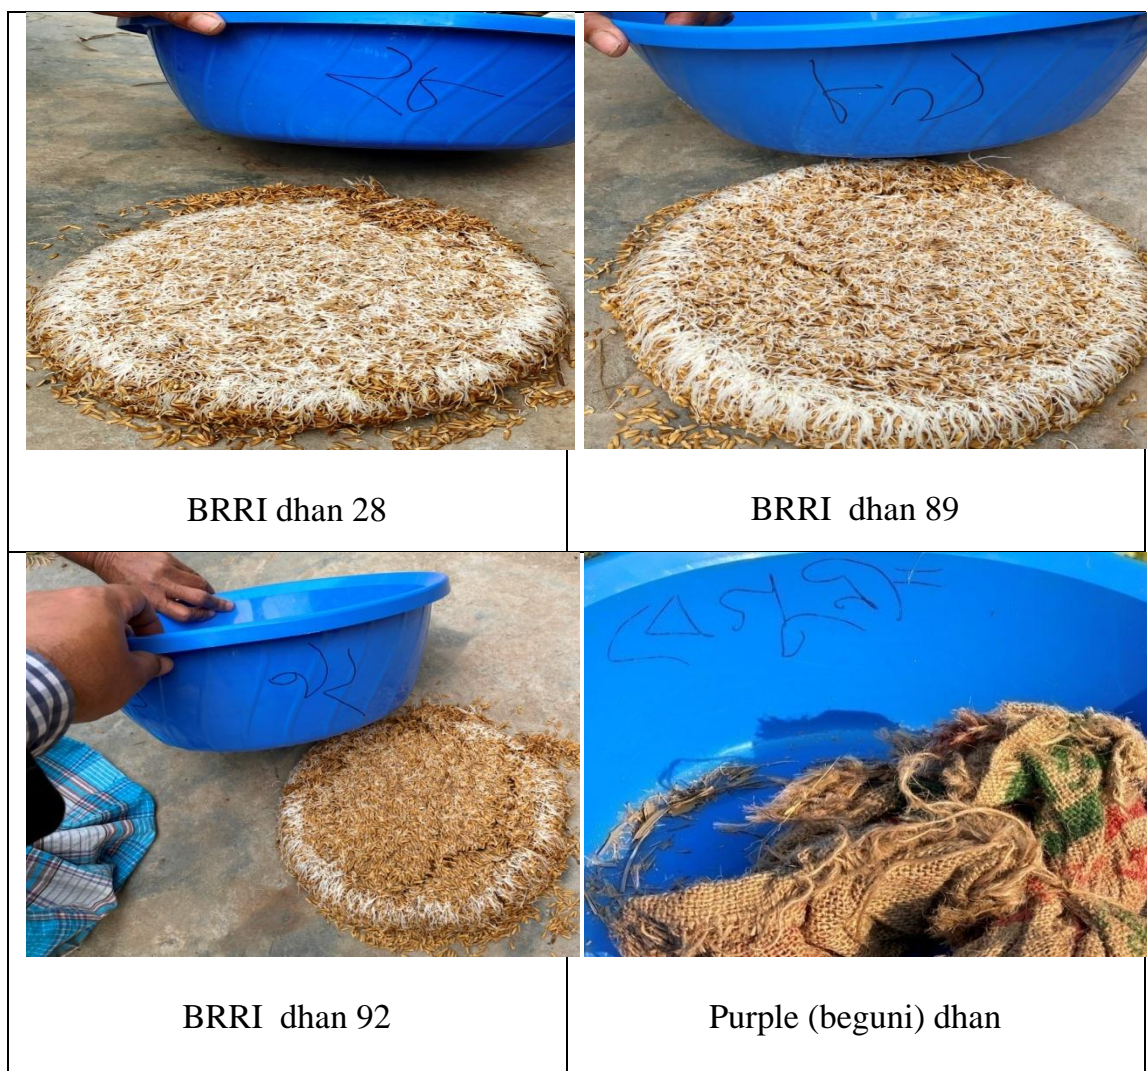 ২৮
৮৯
BRRI dhan 28
BRRI dhan 89
৯২
BRRI dhan 92
Purple (beguni) dhan